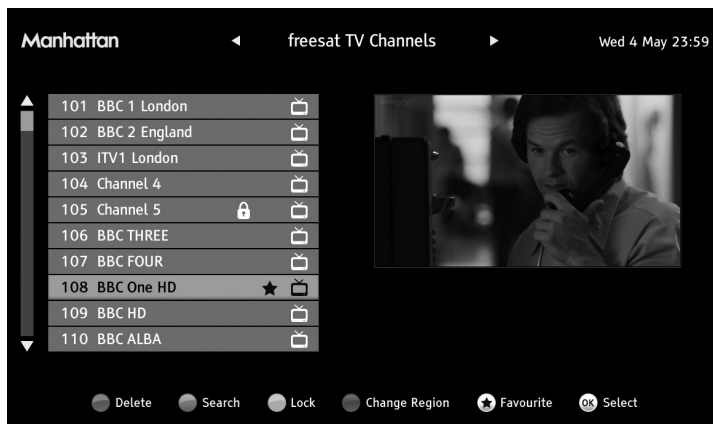 Manhattan
freesat TV Channels
Wed 4 May 23:59
101 BBC 1 London
102 BBC 2 England
103 ITV1 London
104 Channel 4
105 Channel 5
106 BBC THREE
107 BBC FOUR
108 BBC One HD
109 BBC HD
110 BBC ALBA
Delete
Search
Lock
Change Region
Favourite
OK Select